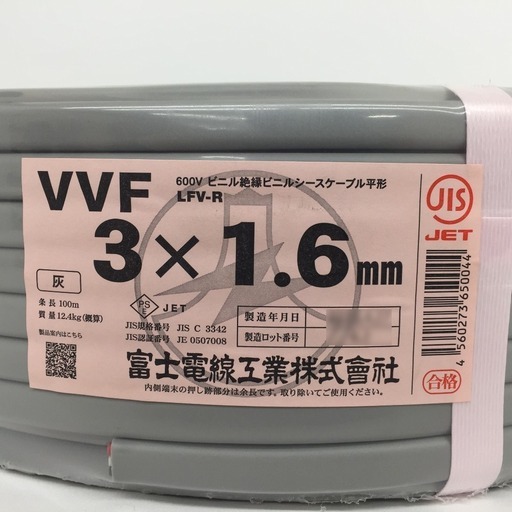 VVF
600V ビニル絶縁ビニルシースケーブル平形
LFV-R
3×1.6mm
灰
条長 100m
質量 12.4kg(概算)
製品案内はこちら
PS
E
JET
JIS規格番号 JIS C 3342
JIS認証番号 JE 0507008
製造年月日
製造ロット番号
富士電線工業株式會社
内側端末の押し跡部分は余長です。取り除いてご使用ください。
JIS
JET
4 560273 650044
合格